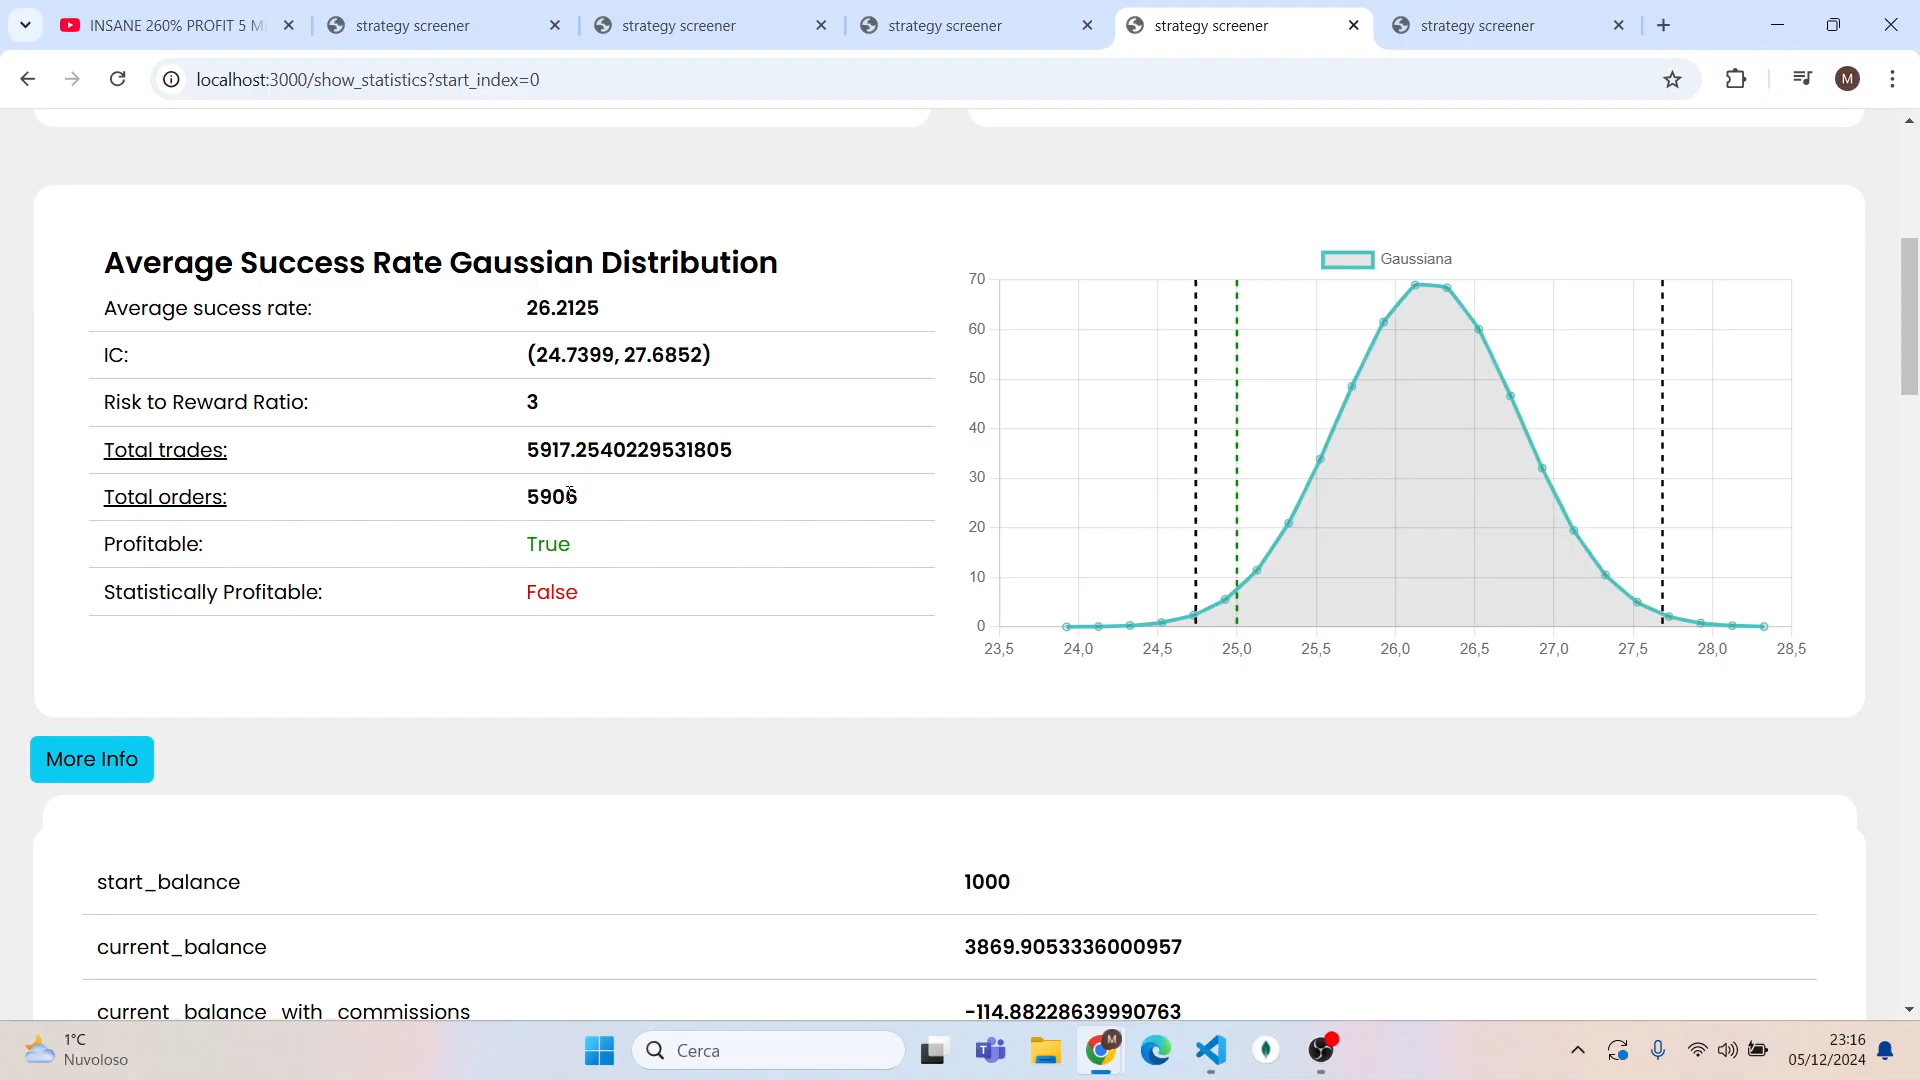 INSANE 260% PROFIT 5 M
strategy screener
strategy screener
strategy screener
strategy screener
strategy screener
localhost:3000/show_statistics?start_index=0
M
Average Success Rate Gaussian Distribution
Average sucess rate: 26.2125
IC: (24.7399, 27.6852)
Risk to Reward Ratio: 3
Total trades: 5917.2540229531805
Total orders: 5906
Profitable: True
Statistically Profitable: False
Gaussiana
70
60
50
40
30
20
10
0
23,5 24,0 24,5 25,0 25,5 26,0 26,5 27,0 27,5 28,0 28,5
More Info
start_balance 1000
current_balance 3869.9053336000957
current_balance_with_commissions -114.88228639990763
1°C
Nuvoloso
Cerca
M
23:16
05/12/2024